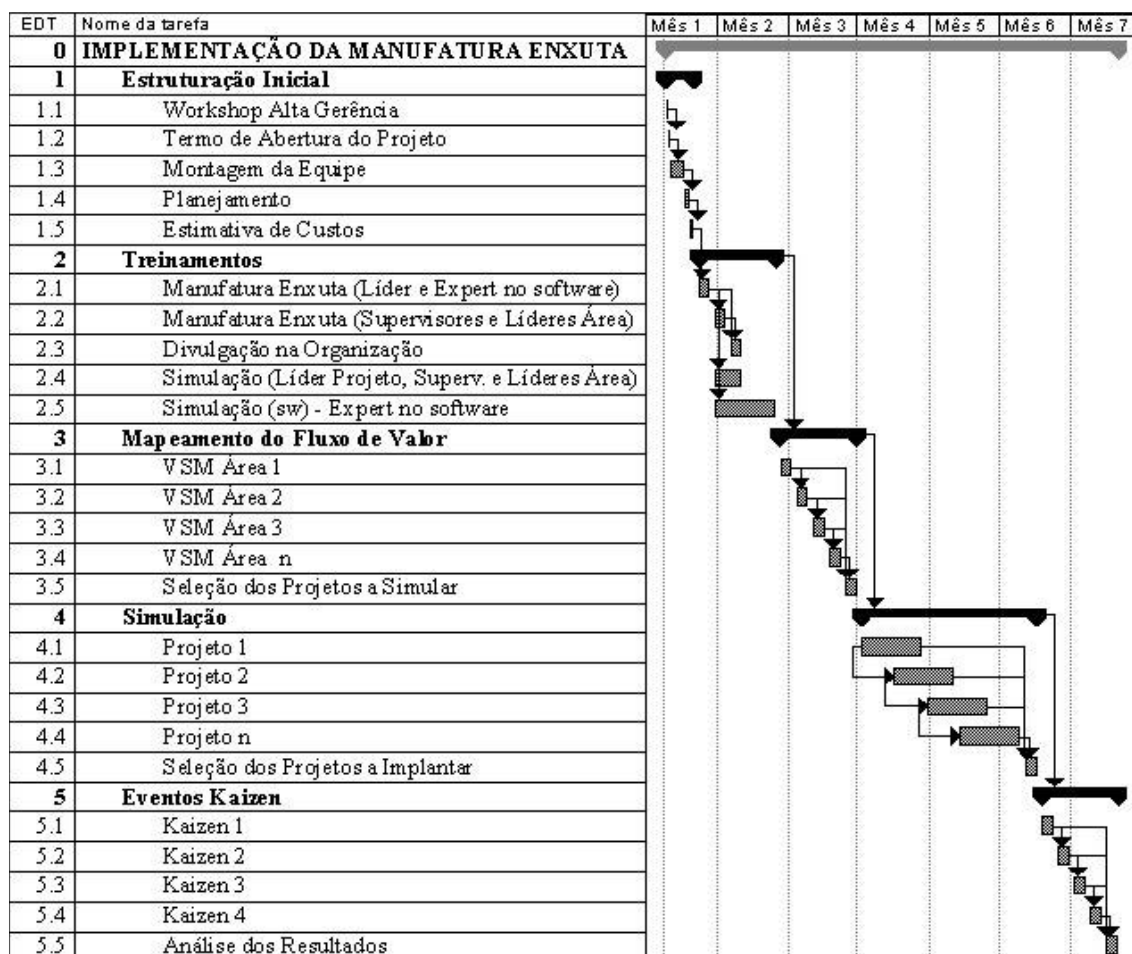 EDT Nome da tarefa Mês 1 Mês 2 Mês 3 Mês 4 Mês 5 Mês 6 Mês 7
0 IMPLEMENTAÇÃO DA MANUFATURA ENXUTA
1 Estruturação Inicial
1.1 Workshop Alta Gerência
1.2 Termo de Abertura do Projeto
1.3 Montagem da Equipe
1.4 Planejamento
1.5 Estimativa de Custos
2 Treinamentos
2.1 Manufatura Enxuta (Líder e Expert no software)
2.2 Manufatura Enxuta (Supervisores e Líderes Área)
2.3 Divulgação na Organização
2.4 Simulação (Líder Projeto, Superv. e Líderes Área)
2.5 Simulação (sw) - Expert no software
3 Mapeamento do Fluxo de Valor
3.1 VSM Área 1
3.2 VSM Área 2
3.3 VSM Área 3
3.4 VSM Área n
3.5 Seleção dos Projetos a Simular
4 Simulação
4.1 Projeto 1
4.2 Projeto 2
4.3 Projeto 3
4.4 Projeto n
4.5 Seleção dos Projetos a Implantar
5 Eventos Kaizen
5.1 Kaizen 1
5.2 Kaizen 2
5.3 Kaizen 3
5.4 Kaizen 4
5.5 Análise dos Resultados